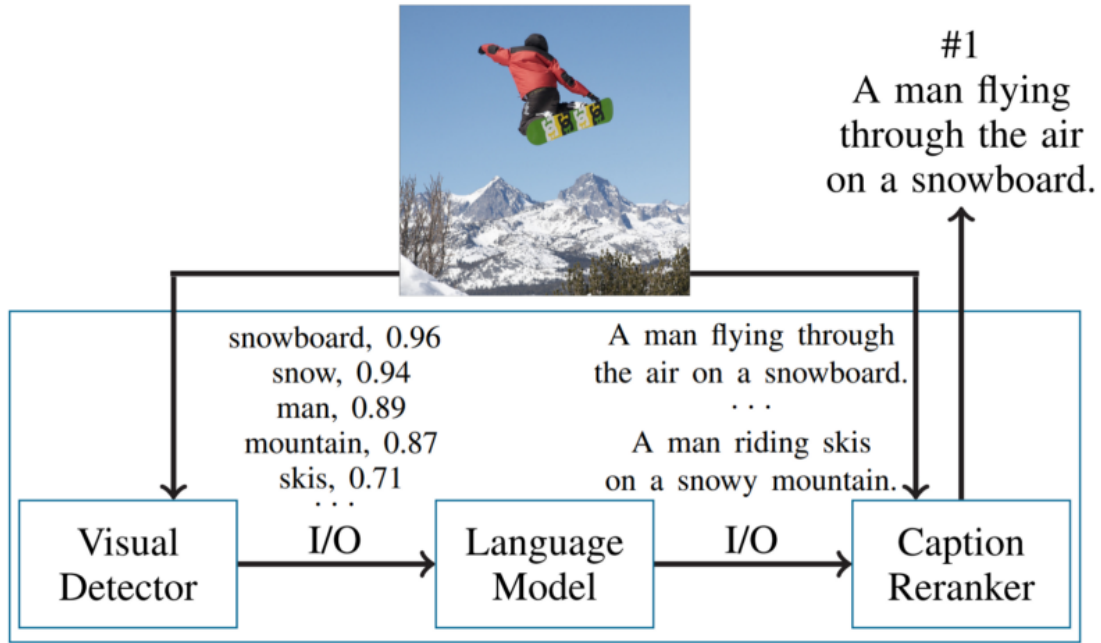 #1
A man flying
through the air
on a snowboard.
snowboard, 0.96
snow, 0.94
man, 0.89
mountain, 0.87
skis, 0.71
. . .
A man flying through
the air on a snowboard.
. . .
A man riding skis
on a snowy mountain.
Visual
Detector
I/O
Language
Model
I/O
Caption
Reranker